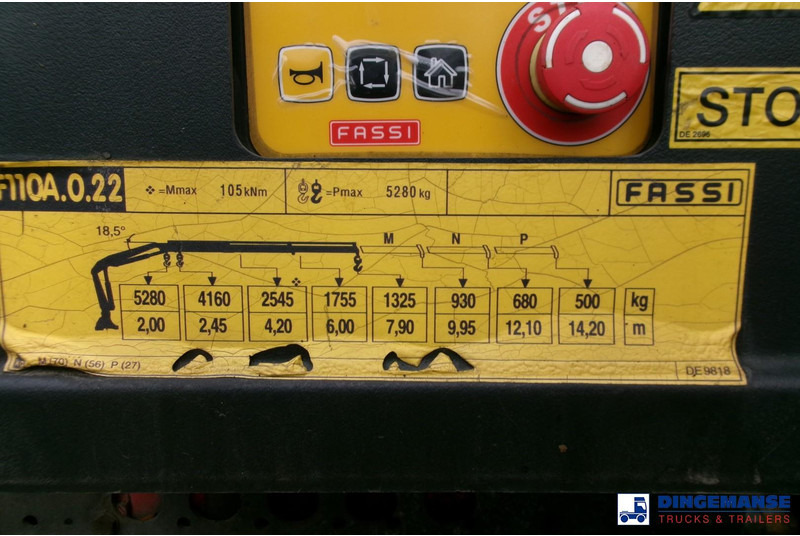 FASSI
STO
DE 2696
F110A.0.22
=Mmax 105kNm
=Pmax 5280 kg
FASSI
18,5°
M N P
5280 4160 2545 1755 1325 930 680 500 kg
2,00 2,45 4,20 6,00 7,90 9,95 12,10 14,20 m
M (70) N (56) P (27)
DE9818
DINGEMANSE
TRUCKS & TRAILERS